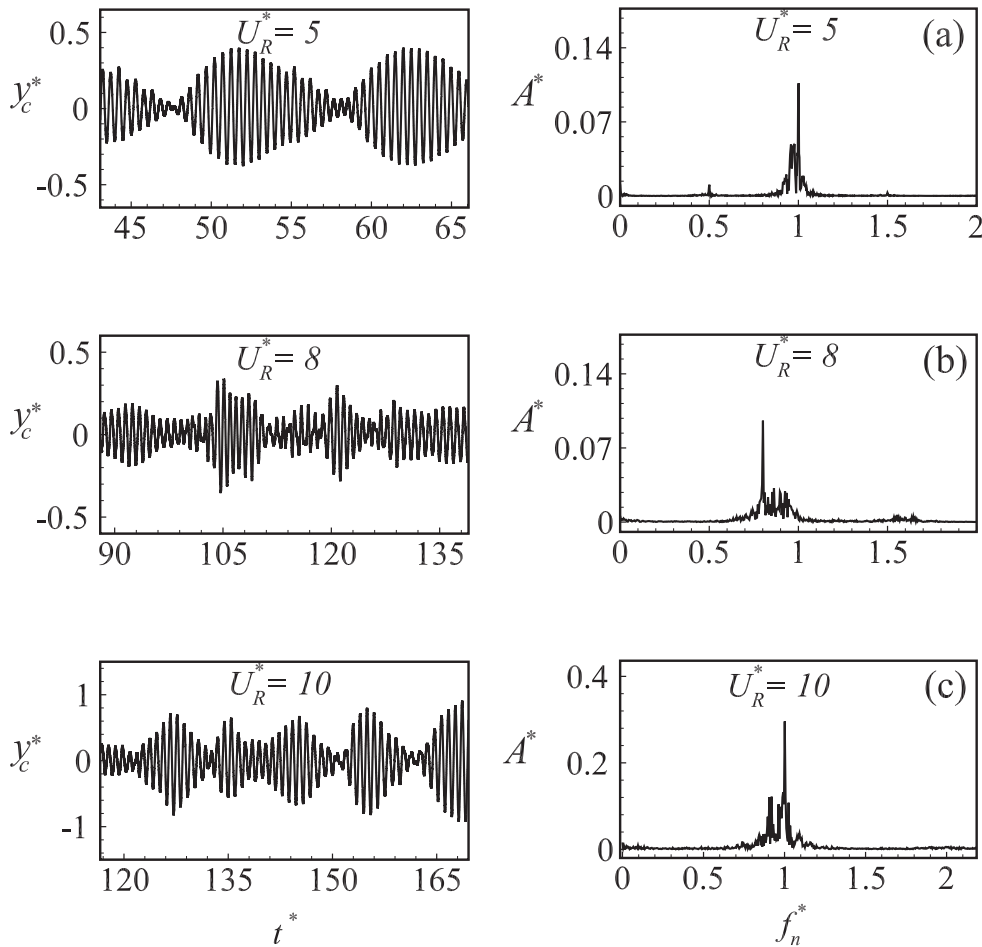 U*R = 5
y*c
0.5
0
-0.5
45 50 55 60 65
U*R = 5 (a)
A*
0.14
0.07
0
0 0.5 1 1.5 2
U*R = 8
y*c
0.5
0
-0.5
90 105 120 135
U*R = 8 (b)
A*
0.14
0.07
0
0 0.5 1 1.5
U*R = 10
y*c
1
0
-1
120 135 150 165
t*
U*R = 10 (c)
A*
0.4
0.2
0
0 0.5 1 1.5 2
f*n